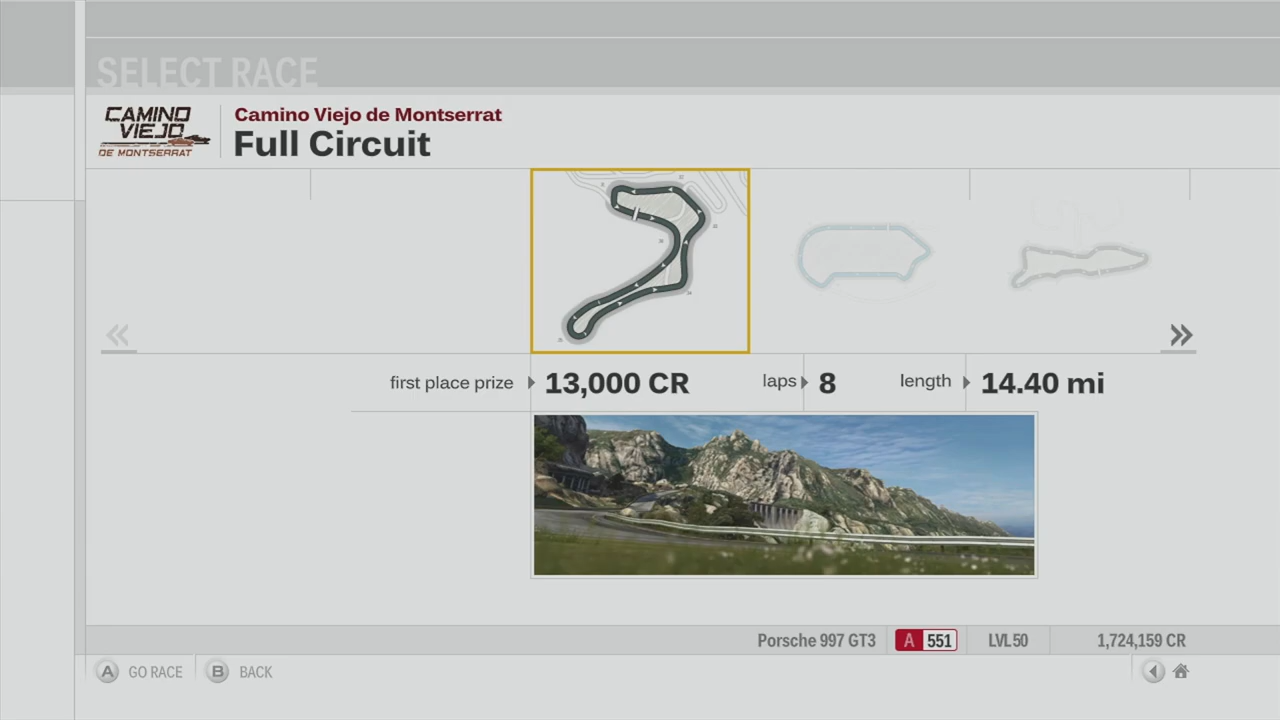 SELECT RACE
CAMINO
VIEJO
DE MONTSERRAT
Camino Viejo de Montserrat
Full Circuit
first place prize
13,000 CR
laps
8
length
14.40 mi
Porsche 997 GT3
A 551
LVL50
1,724,159 CR
A GO RACE
B BACK